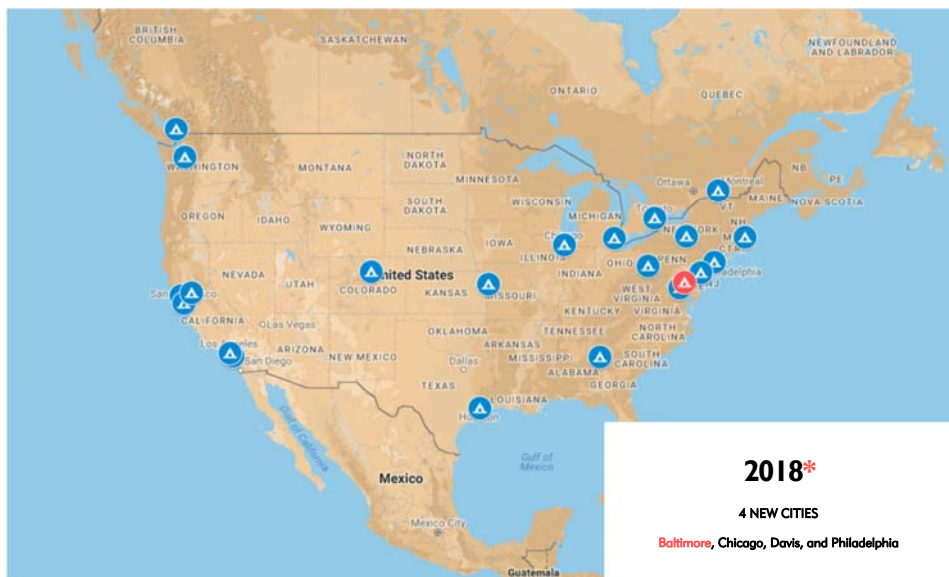 BRITISH
COLUMBIA
SASKATCHEWAN
NEWFOUNDLAND
AND LABRADOR
ONTARIO
QUEBEC
NORTH
DAKOTA
MONTANA
MINNESOTA
Ottawa
Montreal
NB
PE
MAINE
NOVA SCOTIA
VT
NH
OREGON
IDAHO
SOUTH
DAKOTA
WISCONSIN
MICHIGAN
WYOMING
IOWA
NEBRASKA
ILLINOIS
OHIO
PENN
INDIANA
NEVADA
UTAH
COLORADO
KANSAS
WEST
VIRGINIA
NJ
KENTUCKY
VIRGINIA
CALIFORNIA
Las Vegas
OKLAHOMA
TENNESSEE
NORTH
CAROLINA
ARKANSAS
San Diego
ARIZONA
NEW MEXICO
Dallas
MISSISSIPPI
SOUTH
CAROLINA
ALABAMA
TEXAS
GEORGIA
LOUISIANA
Gulf of California
Gulf of
Mexico
Mexico
Mexico City
Guatemala
2018*
4 NEW CITIES
Baltimore, Chicago, Davis, and Philadelphia